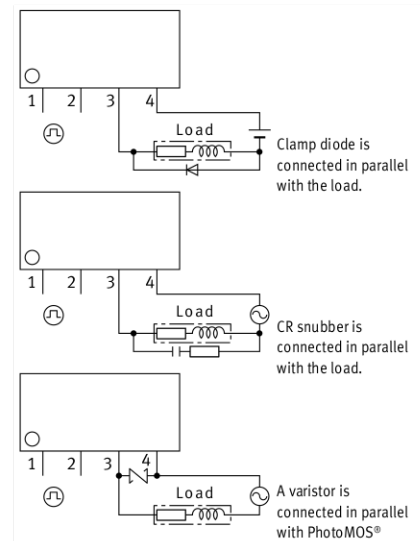 1 2 3 4
Load
Clamp diode is
connected in parallel
with the load.
1 2 3 4
Load
CR snubber is
connected in parallel
with the load.
1 2 3 4
Load
A varistor is
connected in parallel
with PhotoMOS®